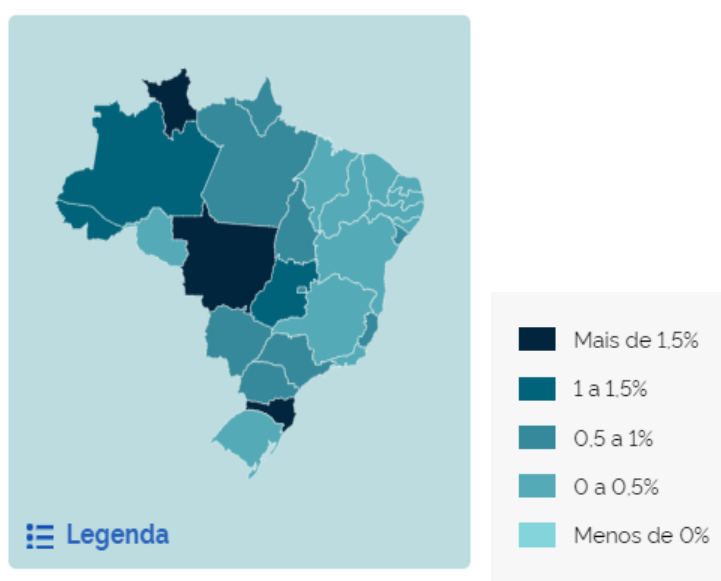 Legenda
Mais de 1,5%
1 a 1,5%
0,5 a 1%
0 a 0,5%
Menos de 0%